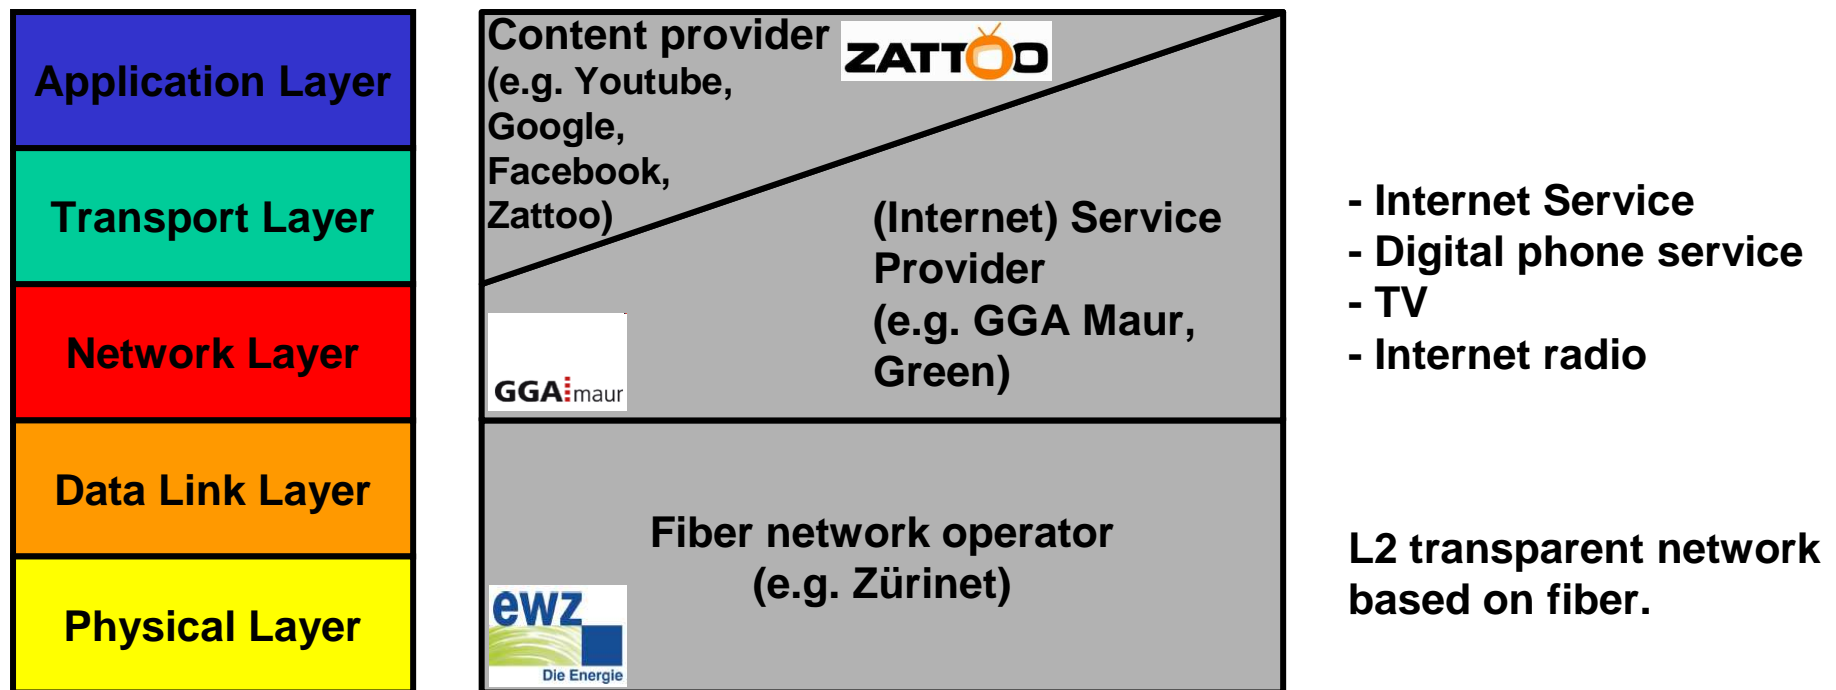 Application Layer
Transport Layer
Network Layer
Data Link Layer
Physical Layer
Content provider
(e.g. Youtube,
Google,
Facebook,
Zattoo)
ZATTOO
(Internet) Service
Provider
(e.g. GGA Maur,
Green)
GGA maur
Fiber network operator
(e.g. Zürinet)
ewz
Die Energie
- Internet Service
- Digital phone service
- TV
- Internet radio
L2 transparent network
based on fiber.